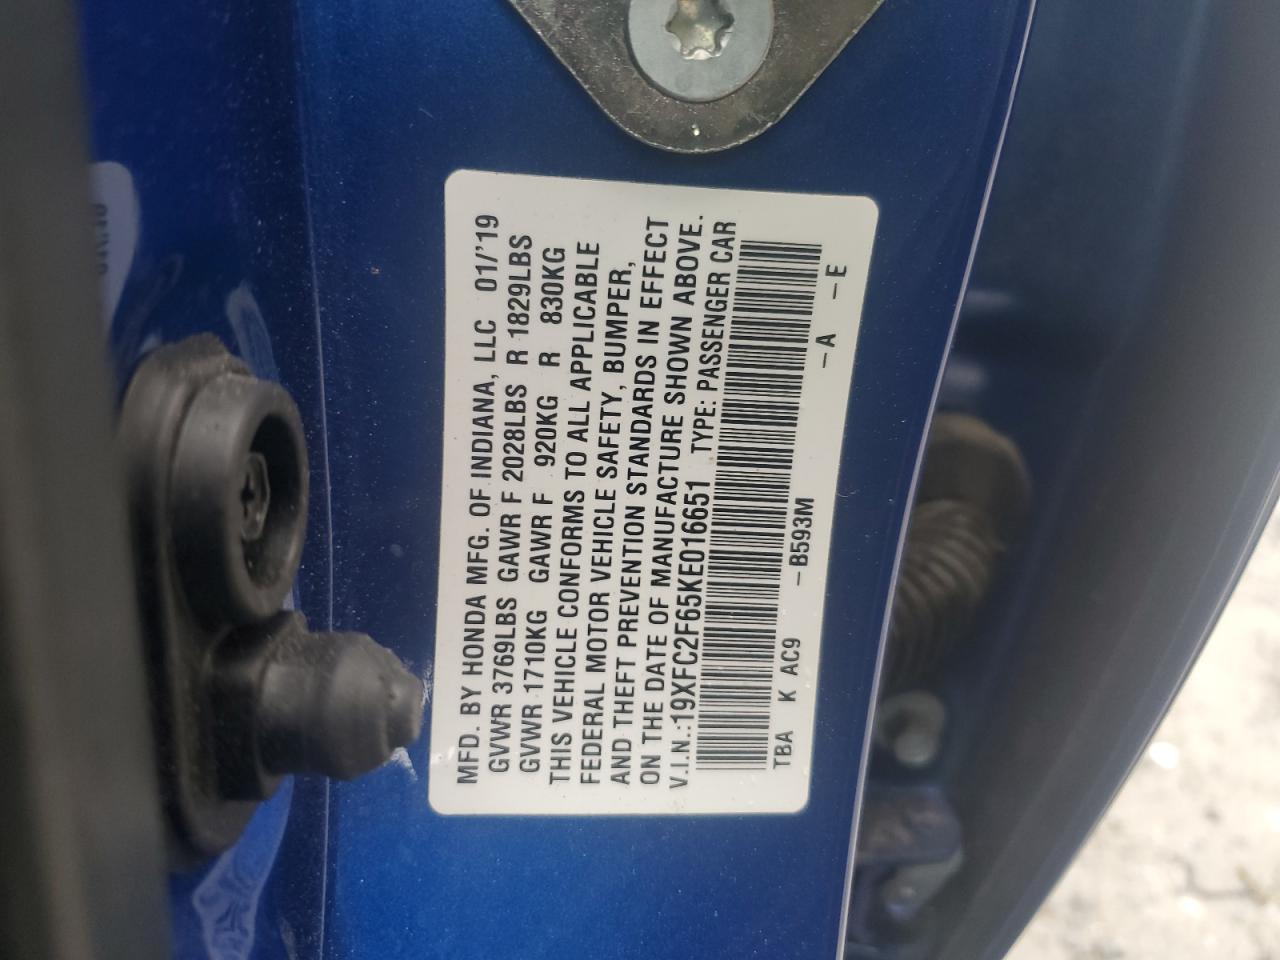 MFD. BY HONDA MFG. OF INDIANA, LLC 01/'19
GVWR 3769LBS GAWR F 2028LBS R 1829LBS
GVWR 1710KG GAWR F 920KG R 830KG
THIS VEHICLE CONFORMS TO ALL APPLICABLE
FEDERAL MOTOR VEHICLE SAFETY, BUMPER,
AND THEFT PREVENTION STANDARDS IN EFFECT
ON THE DATE OF MANUFACTURE SHOWN ABOVE.
V.I.N.:19XFC2F65KE016651 TYPE: PASSENGER CAR
TBA K AC9 -B593M -A -E